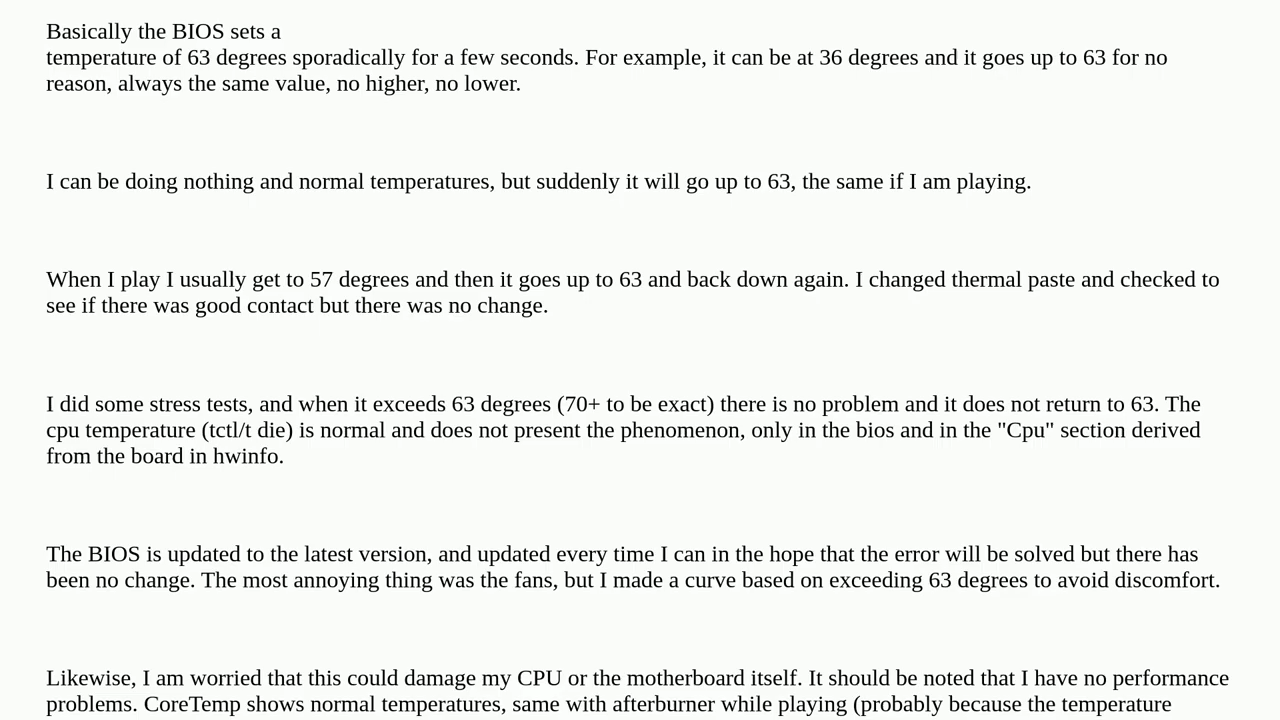 Basically the BIOS sets a
temperature of 63 degrees sporadically for a few seconds. For example, it can be at 36 degrees and it goes up to 63 for no
reason, always the same value, no higher, no lower.
I can be doing nothing and normal temperatures, but suddenly it will go up to 63, the same if I am playing.
When I play I usually get to 57 degrees and then it goes up to 63 and back down again. I changed thermal paste and checked to
see if there was good contact but there was no change.
I did some stress tests, and when it exceeds 63 degrees (70+ to be exact) there is no problem and it does not return to 63. The
cpu temperature (tctl/t die) is normal and does not present the phenomenon, only in the bios and in the "Cpu" section derived
from the board in hwinfo.
The BIOS is updated to the latest version, and updated every time I can in the hope that the error will be solved but there has
been no change. The most annoying thing was the fans, but I made a curve based on exceeding 63 degrees to avoid discomfort.
Likewise, I am worried that this could damage my CPU or the motherboard itself. It should be noted that I have no performance
problems. CoreTemp shows normal temperatures, same with afterburner while playing (probably because the temperature